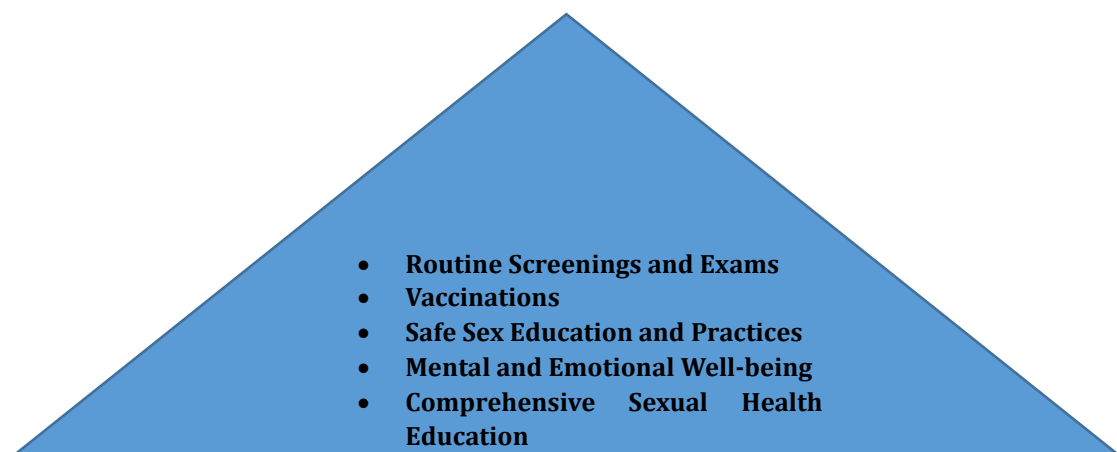 • Routine Screenings and Exams
• Vaccinations
• Safe Sex Education and Practices
• Mental and Emotional Well-being
• Comprehensive Sexual Health
Education